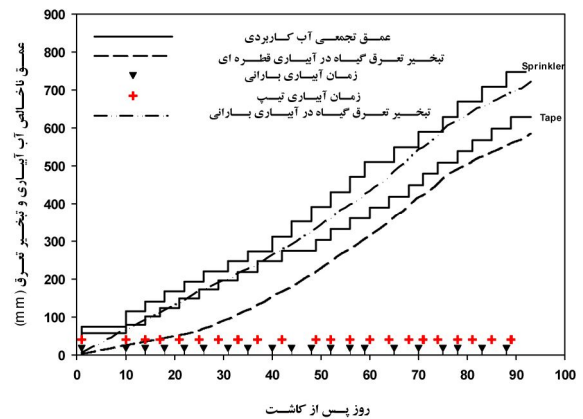 900
800
700
600
500
400
300
200
100
0
عمق ناخالص آب آبیاری و تبخیر تعرق (mm)
عمق تجمعی آب کاربردی
تبخیر تعرق گیاه در آبیاری قطره ای
زمان آبیاری بارانی
زمان آبیاری تیپ
تبخیر تعرق گیاه در آبیاری بارانی
Sprinkler
Tape
0 10 20 30 40 50 60 70 80 90 100
روز پس از کاشت